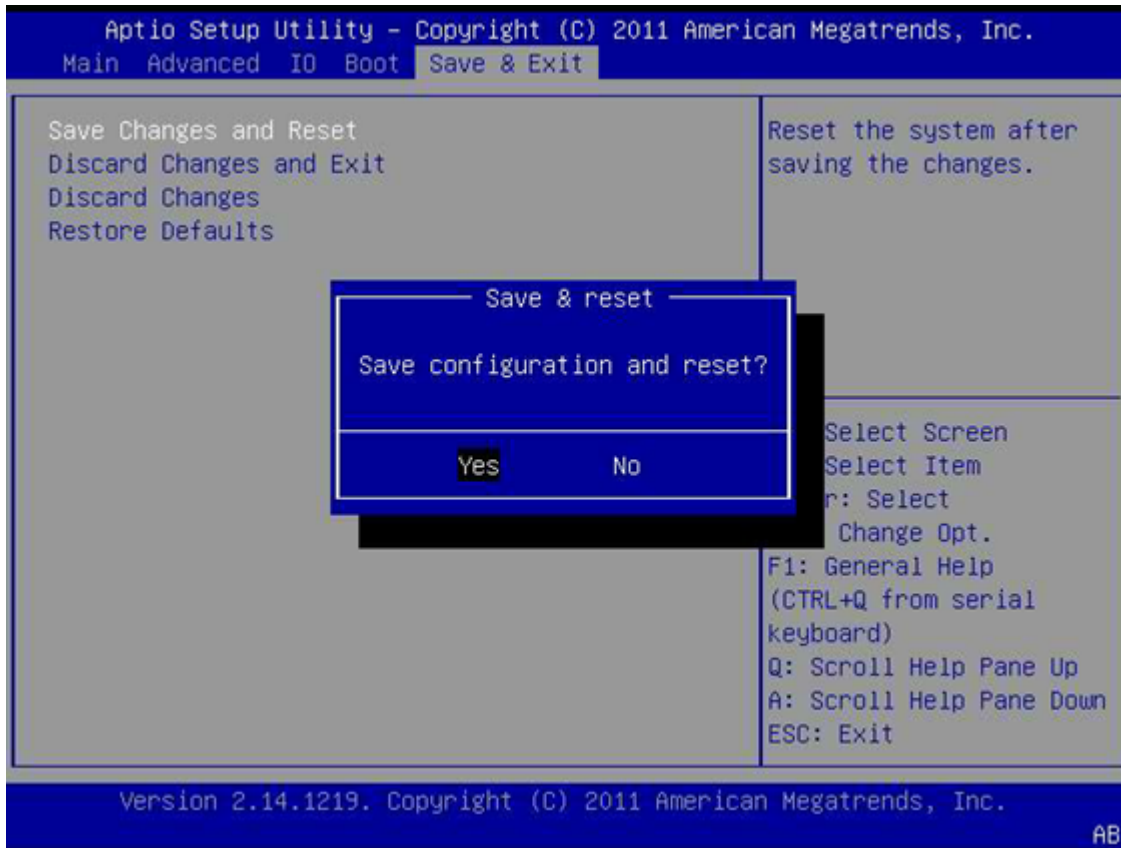 Aptio Setup Utility – Copyright (C) 2011 American Megatrends, Inc.
Main Advanced IO Boot Save & Exit
Save Changes and Reset
Discard Changes and Exit
Discard Changes
Restore Defaults
Reset the system after
saving the changes.
Save & reset
Save configuration and reset?
Yes No
Select Screen
Select Item
r: Select
Change Opt.
F1: General Help
(CTRL+Q from serial
keyboard)
Q: Scroll Help Pane Up
A: Scroll Help Pane Down
ESC: Exit
Version 2.14.1219. Copyright (C) 2011 American Megatrends, Inc.
AB